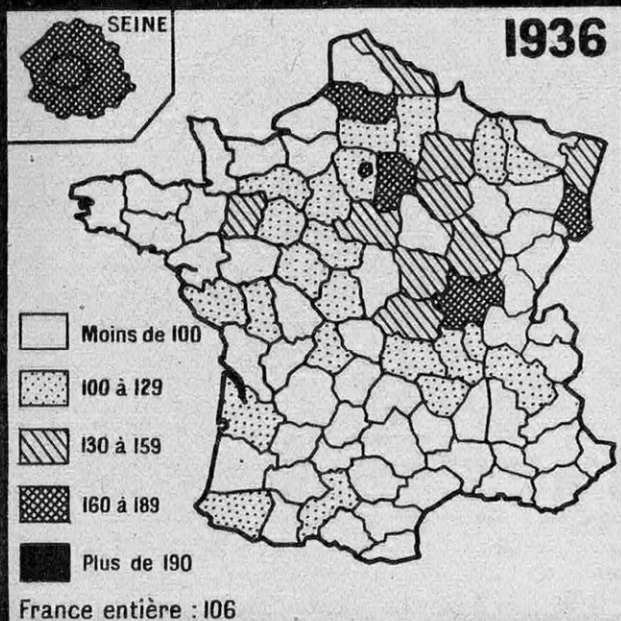 SEINE
1936
Moins de 100
100 à 129
130 à 159
160 à 189
Plus de 190
France entière : 106